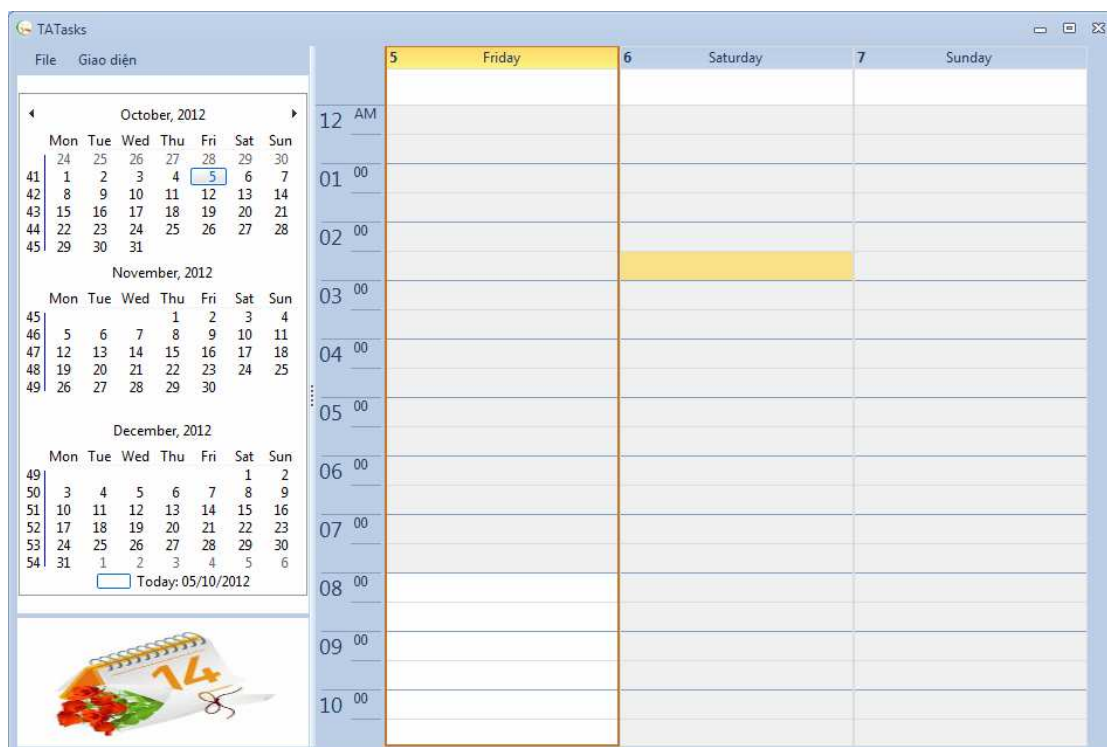 TATasks
File Giao diện
October, 2012
Mon Tue Wed Thu Fri Sat Sun
24 25 26 27 28 29 30
41 1 2 3 4 5 6 7
42 8 9 10 11 12 13 14
43 15 16 17 18 19 20 21
44 22 23 24 25 26 27 28
45 29 30 31
November, 2012
Mon Tue Wed Thu Fri Sat Sun
45 1 2 3 4
46 5 6 7 8 9 10 11
47 12 13 14 15 16 17 18
48 19 20 21 22 23 24 25
49 26 27 28 29 30
December, 2012
Mon Tue Wed Thu Fri Sat Sun
49 1 2
50 3 4 5 6 7 8 9
51 10 11 12 13 14 15 16
52 17 18 19 20 21 22 23
53 24 25 26 27 28 29 30
54 31 1 2 3 4 5 6
Today: 05/10/2012
14
5 Friday 6 Saturday 7 Sunday
12 AM
01 00
02 00
03 00
04 00
05 00
06 00
07 00
08 00
09 00
10 00